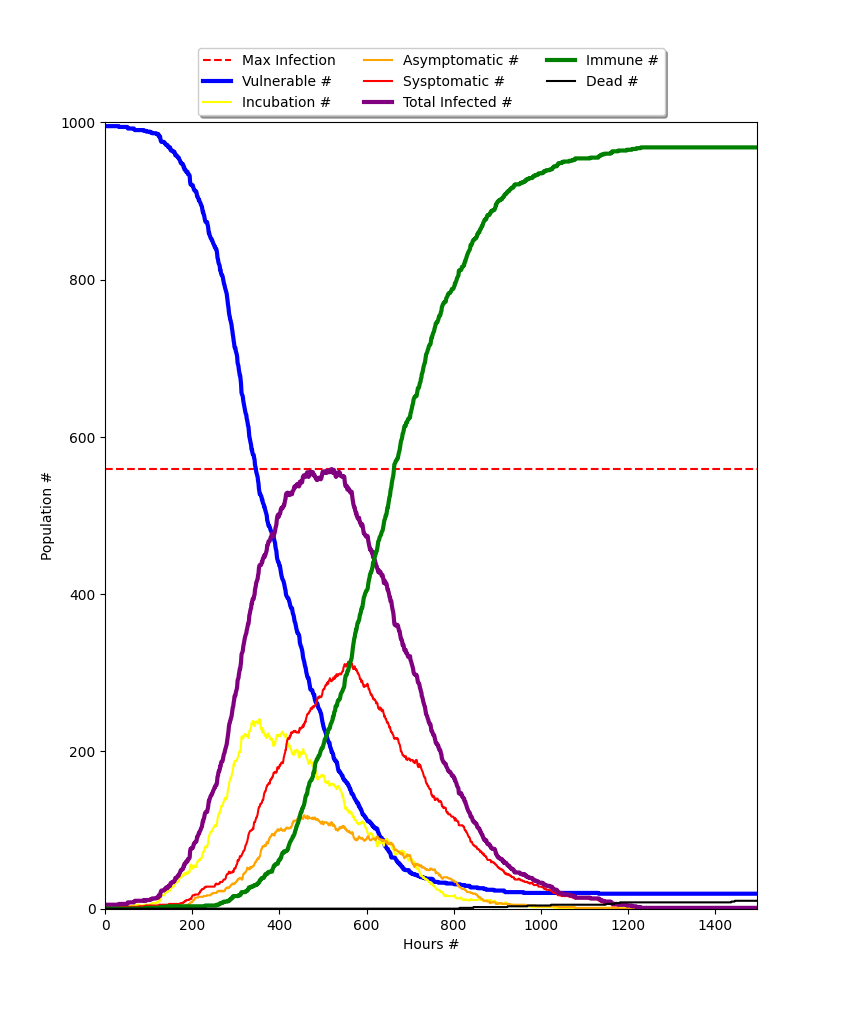 Max Infection Asymptomatic # Immune #
Vulnerable # Sysptomatic # Dead #
Incubation # Total Infected #
1000
800
600
400
200
0
Population #
0 200 400 600 800 1000 1200 1400
Hours #